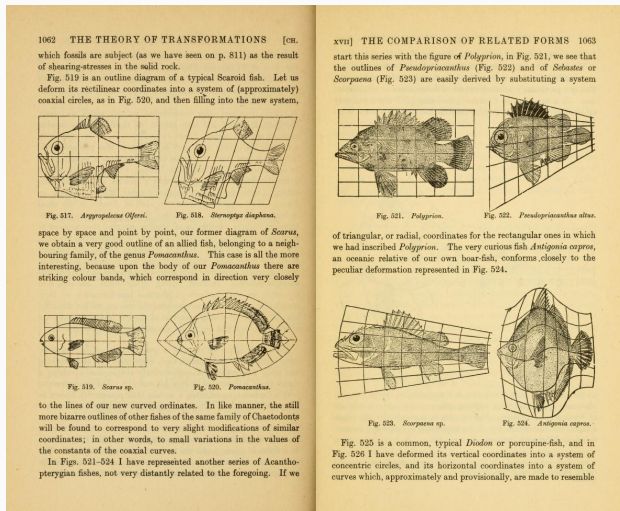 1062 THE THEORY OF TRANSFORMATIONS [CH.
which fossils are subject (as we have seen on p. 811) as the result
of shearing-stresses in the solid rock.
Fig. 519 is an outline diagram of a typical Scaroid fish. Let us
deform its rectilinear coordinates into a system of (approximately)
coaxial circles, as in Fig. 520, and then filling into the new system,
Fig. 517. Argyropelecus Olfersi.
Fig. 518. Sternoptyx diaphana.
space by space and point by point, our former diagram of Scarus,
we obtain a very good outline of an allied fish, belonging to a neigh-
bouring family, of the genus Pomacanthus. This case is all the more
interesting, because upon the body of our Pomacanthus there are
striking colour bands, which correspond in direction very closely
Fig. 519. Scarus sp.
Fig. 520. Pomacanthus.
to the lines of our new curved ordinates. In like manner, the still
more bizarre outlines of other fishes of the same family of Chaetodonts
will be found to correspond to very slight modifications of similar
coordinates; in other words, to small variations in the values of
the constants of the coaxial curves.
In Figs. 521–524 I have represented another series of Acantho-
pterygian fishes, not very distantly related to the foregoing. If we
XVII] THE COMPARISON OF RELATED FORMS 1063
start this series with the figure of Polyprion, in Fig. 521, we see that
the outlines of Pseudopriacanthus (Fig. 522) and of Sebastes or
Scorpaena (Fig. 523) are easily derived by substituting a system
Fig. 521. Polyprion.
Fig. 522. Pseudopriacanthus altus.
of triangular, or radial, coordinates for the rectangular ones in which
we had inscribed Polyprion. The very curious fish Antigonia capros,
an oceanic relative of our own boar-fish, conforms closely to the
peculiar deformation represented in Fig. 524.
Fig. 523. Scorpaena sp.
Fig. 524. Antigonia capros.
Fig. 525 is a common, typical Diodon or porcupine-fish, and in
Fig. 526 I have deformed its vertical coordinates into a system of
concentric circles, and its horizontal coordinates into a system of
curves which, approximately and provisionally, are made to resemble